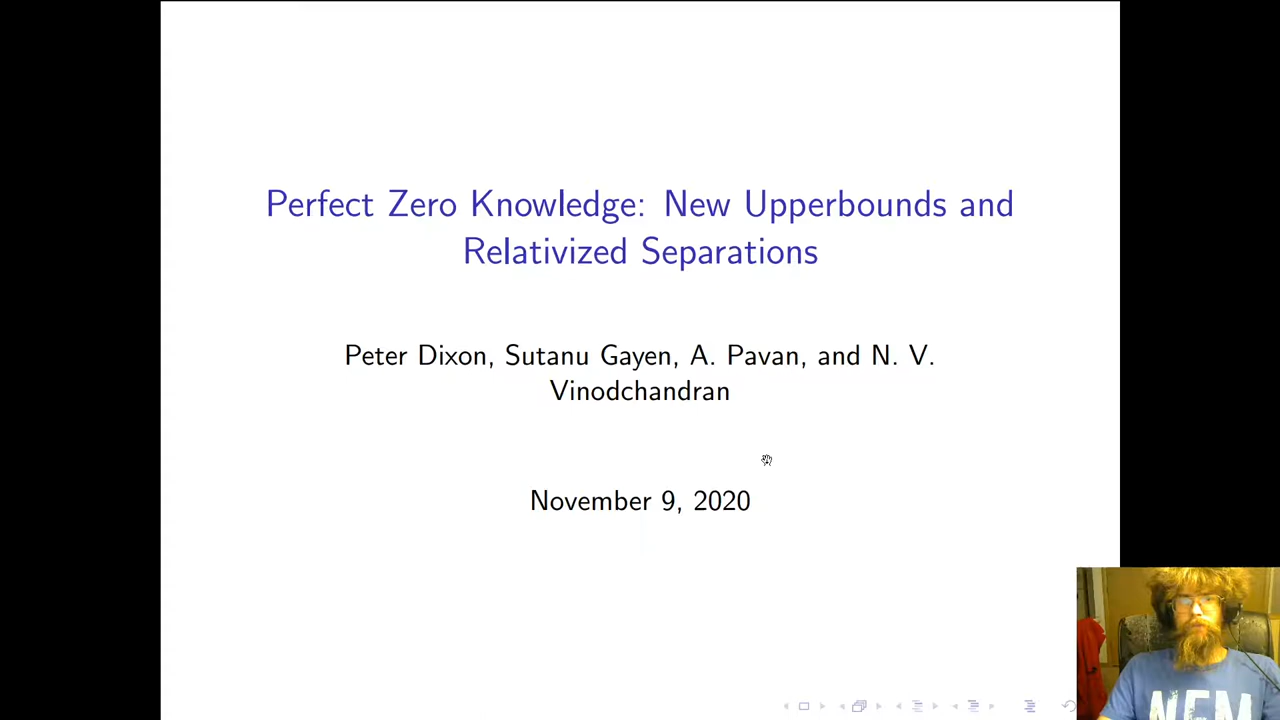 Perfect Zero Knowledge: New Upperbounds and
Relativized Separations
Peter Dixon, Sutanu Gayen, A. Pavan, and N. V.
Vinodchandran
November 9, 2020